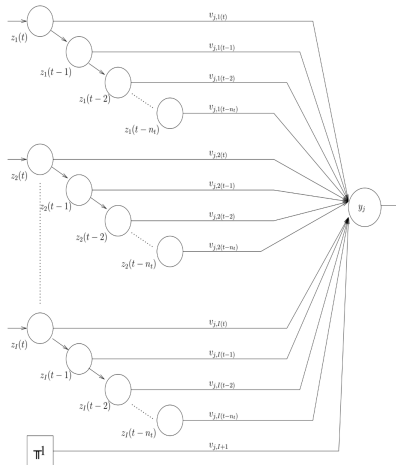 v_{j,1(t)}
z_1(t)
v_{j,1(t−1)}
z_1(t−1)
v_{j,1(t−2)}
z_1(t−2)
v_{j,1(t−n_t)}
z_1(t−n_t)
v_{j,2(t)}
z_2(t)
v_{j,2(t−1)}
z_2(t−1)
y_j
v_{j,2(t−2)}
z_2(t−2)
v_{j,2(t−n_t)}
z_2(t−n_t)
v_{j,I(t)}
z_I(t)
v_{j,I(t−1)}
z_I(t−1)
v_{j,I(t−2)}
z_I(t−2)
v_{j,I(t−n_t)}
z_I(t−n_t)
v_{j,I+1}